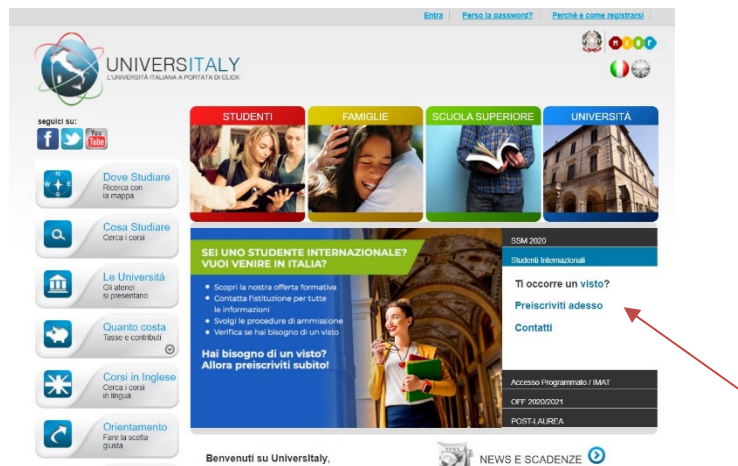 Entra Perso la password? Perchè e come registrarsi
UNIVERSITALY
L'UNIVERSITÀ ITALIANA A PORTATA DI CLICK
MIUR
seguici su:
f You Tube
STUDENTI FAMIGLIE SCUOLA SUPERIORE UNIVERSITÀ
N
W E
S
Dove Studiare
Ricerca con
la mappa
Cosa Studiare
Cerca i corsi
Le Università
Gli atenei
si presentano
Quanto costa
Tasse e contributi
Corsi in Inglese
Cerca i corsi
in lingua
Orientamento
Fare la scelta
giusta
SEI UNO STUDENTE INTERNAZIONALE?
VUOI VENIRE IN ITALIA?
• Scopri la nostra offerta formativa
• Contatta l'istituzione per tutte
le informazioni
• Svolgi le procedure di ammissione
• Verifica se hai bisogno di un visto
Hai bisogno di un visto?
Allora preiscriviti subito!
SSM 2020
Studenti Internazionali
Ti occorre un visto?
Preiscriviti adesso
Contatti
Accesso Programmato / IMAT
OFF 2020/2021
POST-LAUREA
Benvenuti su Universitaly,
NEWS E SCADENZE